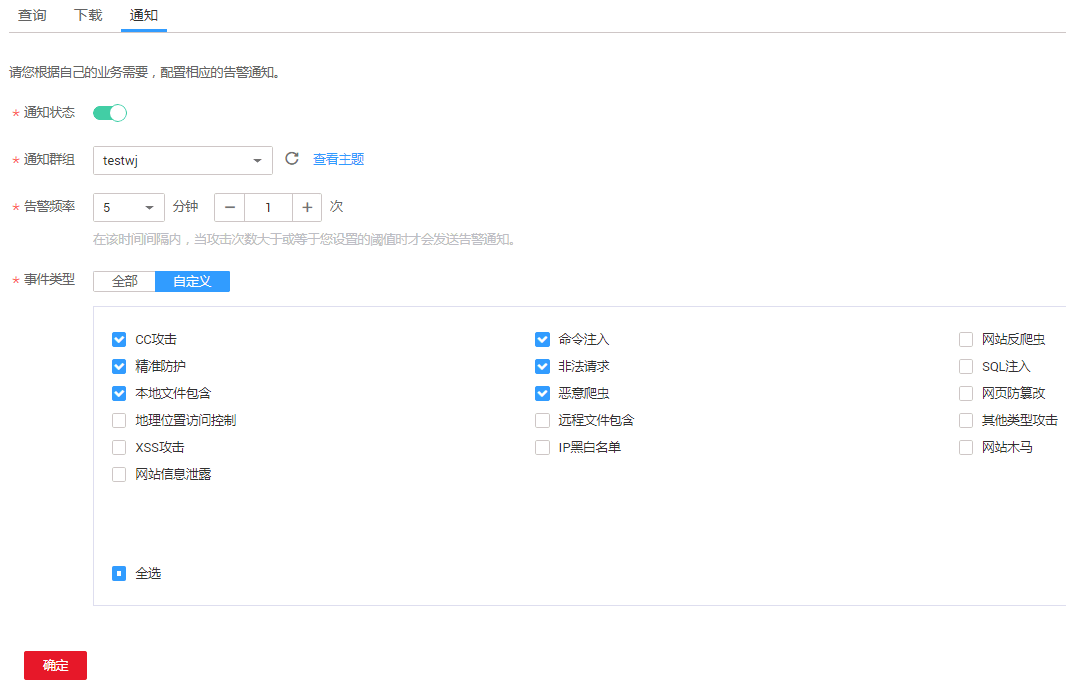 查询 下载 通知
请您根据自己的业务需要，配置相应的告警通知。
* 通知状态
* 通知群组 testwj 查看主题
* 告警频率 5 分钟 − 1 + 次
在该时间间隔内，当攻击次数大于或等于您设置的阈值时才会发送告警通知。
* 事件类型 全部 自定义
CC攻击 命令注入 网站反爬虫
精准防护 非法请求 SQL注入
本地文件包含 恶意爬虫 网页防篡改
地理位置访问控制 远程文件包含 其他类型攻击
XSS攻击 IP黑白名单 网站木马
网站信息泄露
全选
确定